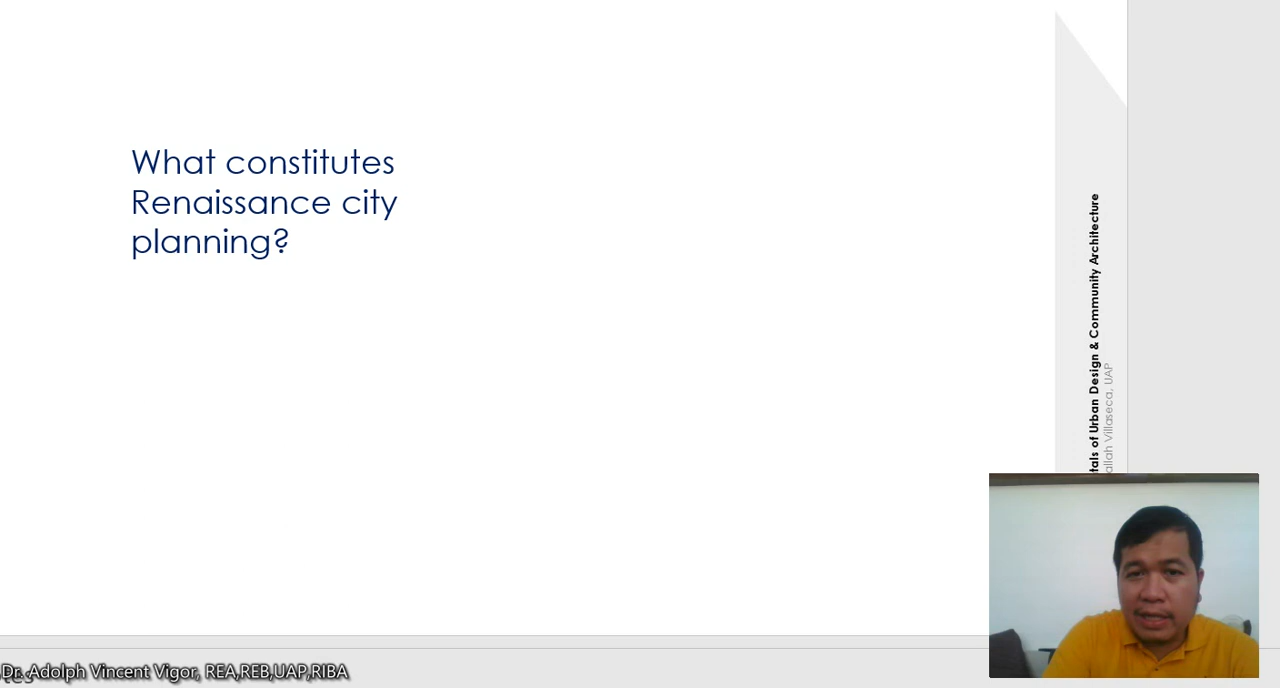 What constitutes
Renaissance city
planning?
tals of Urban Design & Community Architecture
allah Villaseca, UAP
Dr. Adolph Vincent Vigor, REA,REB,UAP,RIBA